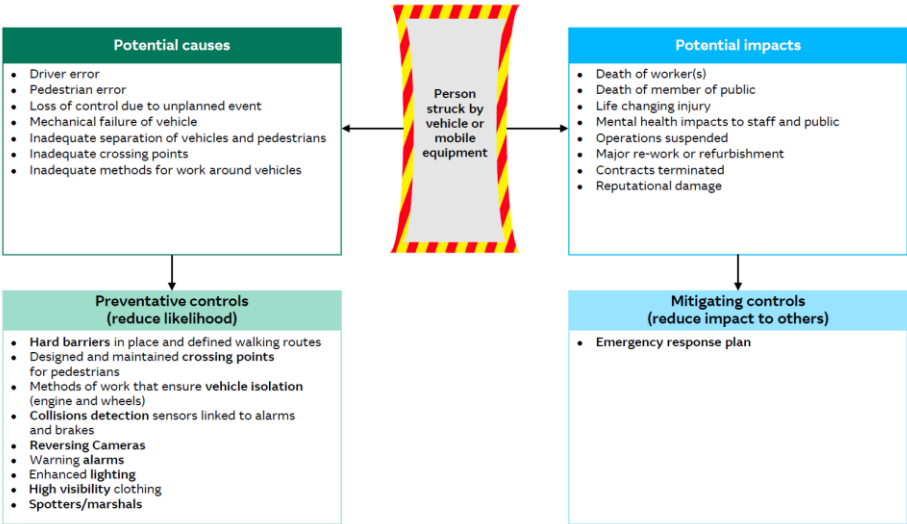 Potential causes
• Driver error
• Pedestrian error
• Loss of control due to unplanned event
• Mechanical failure of vehicle
• Inadequate separation of vehicles and pedestrians
• Inadequate crossing points
• Inadequate methods for work around vehicles
Person
struck by
vehicle or
mobile
equipment
Potential impacts
• Death of worker(s)
• Death of member of public
• Life changing injury
• Mental health impacts to staff and public
• Operations suspended
• Major re-work or refurbishment
• Contracts terminated
• Reputational damage
Preventative controls
(reduce likelihood)
• Hard barriers in place and defined walking routes
• Designed and maintained crossing points
for pedestrians
• Methods of work that ensure vehicle isolation
(engine and wheels)
• Collisions detection sensors linked to alarms
and brakes
• Reversing Cameras
• Warning alarms
• Enhanced lighting
• High visibility clothing
• Spotters/marshals
Mitigating controls
(reduce impact to others)
• Emergency response plan